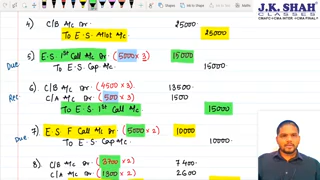 J.K. SHAH
CLASSES
4) C/B A/c Dr. 25000
To E.S. Allot A/c 25000
5) E.S. 1st Call A/c Dr (5000 × 3) 15000
Due
To E.S. Cap A/c 15000
6) C/B A/c Dr (4500 × 3) 13500
Rec
C/A A/c Dr (500 × 3) 1500
To E.S. 1st Call A/c 15000
7) E.S. F Call A/c Dr (5000 × 2) 10000
Due
To E.S. Cap A/c 10000
8) C/B A/c Dr (3700 × 2) 7400
C/A A/c Dr (1300 × 2) 2600